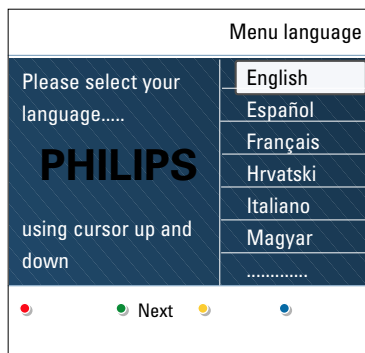 Menu language
Please select your
language.....
PHILIPS
using cursor up and
down
English
Español
Français
Hrvatski
Italiano
Magyar
.............
Next